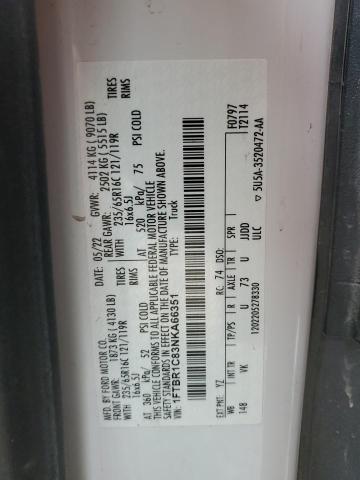 MFD. BY FORD MOTOR CO.
05/22
GVWR: 4114 KG ( 9070 LB)
FRONT GAWR: 1873 KG ( 4130 LB)
REAR GAWR: 2502 KG ( 5515 LB)
235/65R16C 121/119R
WITH 235/65R16C 121/119R TIRES
16x6.5J
16x6.5J RIMS
AT 360 kPa/ 52 PSI COLD
AT 520 kPa/ 75 PSI COLD
THIS VEHICLE CONFORMS TO ALL APPLICABLE FEDERAL MOTOR VEHICLE
SAFETY STANDARDS IN EFFECT ON THE DATE OF MANUFACTURE SHOWN ABOVE.
VIN: 1FTBR1C83NKA66351
TYPE: Truck
F0797
1T2114
EXT PNT: YZ RC: 74 DSO:
WB INT TR TP/PS R AXLE TR SPR
148 VK U 73 U JJDD
ULC
1202205278330
5U5A-3520472-AA
TIRES
RIMS